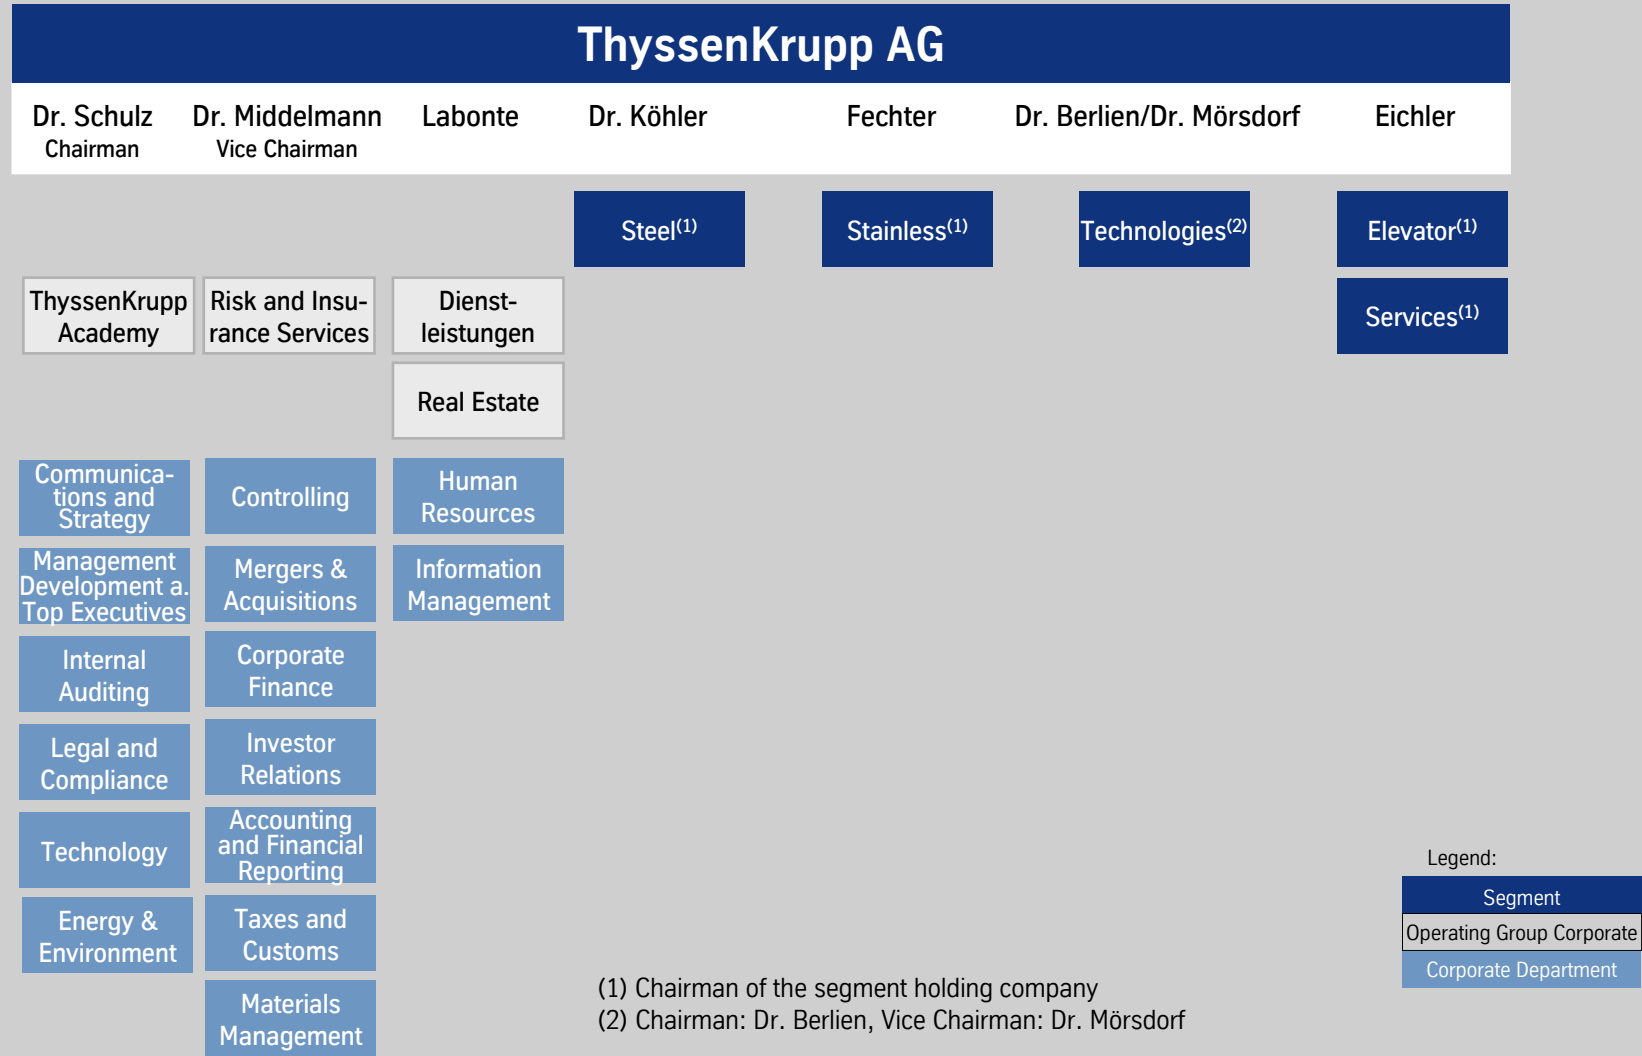 ThyssenKrupp AG
Dr. Schulz
Chairman
Dr. Middelmann
Vice Chairman
Labonte
Dr. Köhler
Fechter
Dr. Berlien/Dr. Mörsdorf
Eichler
Steel(1)
Stainless(1)
Technologies(2)
Elevator(1)
Services(1)
ThyssenKrupp
Academy
Risk and Insu-
rance Services
Dienst-
leistungen
Real Estate
Communica-
tions and
Strategy
Controlling
Human
Resources
Management
Development a.
Top Executives
Mergers &
Acquisitions
Information
Management
Internal
Auditing
Corporate
Finance
Legal and
Compliance
Investor
Relations
Technology
Accounting
and Financial
Reporting
Energy &
Environment
Taxes and
Customs
Materials
Management
(1) Chairman of the segment holding company
(2) Chairman: Dr. Berlien, Vice Chairman: Dr. Mörsdorf
Legend:
Segment
Operating Group Corporate
Corporate Department